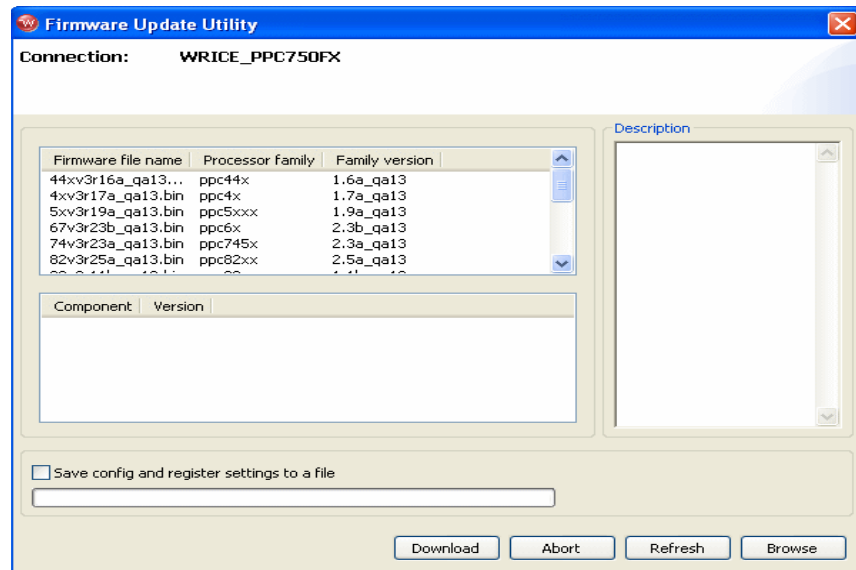 Firmware Update Utility
Connection: WRICE_PPC750FX
Description
Firmware file name Processor family Family version
44xv3r16a_qa13... ppc44x 1.6a_qa13
4xv3r17a_qa13.bin ppc4x 1.7a_qa13
5xv3r19a_qa13.bin ppc5xxx 1.9a_qa13
67v3r23b_qa13.bin ppc6x 2.3b_qa13
74v3r23a_qa13.bin ppc745x 2.3a_qa13
82v3r25a_qa13.bin ppc82xx 2.5a_qa13
Component Version
Save config and register settings to a file
Download Abort Refresh Browse